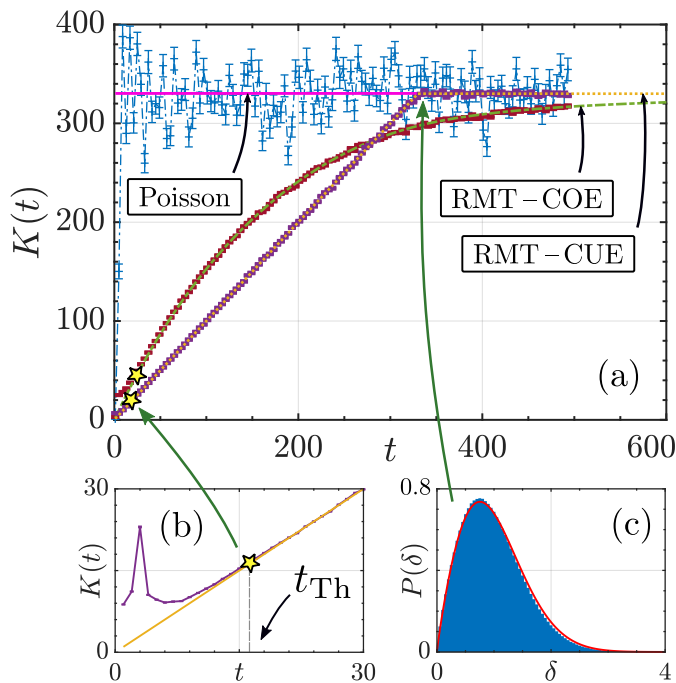 400
300
200
100
0
K(t)
Poisson
RMT−COE
RMT−CUE
(a)
0
200
t
400
600
30
(b)
K(t)
t_Th
0
0
t
30
0.8
(c)
P(δ)
0
0
δ
4